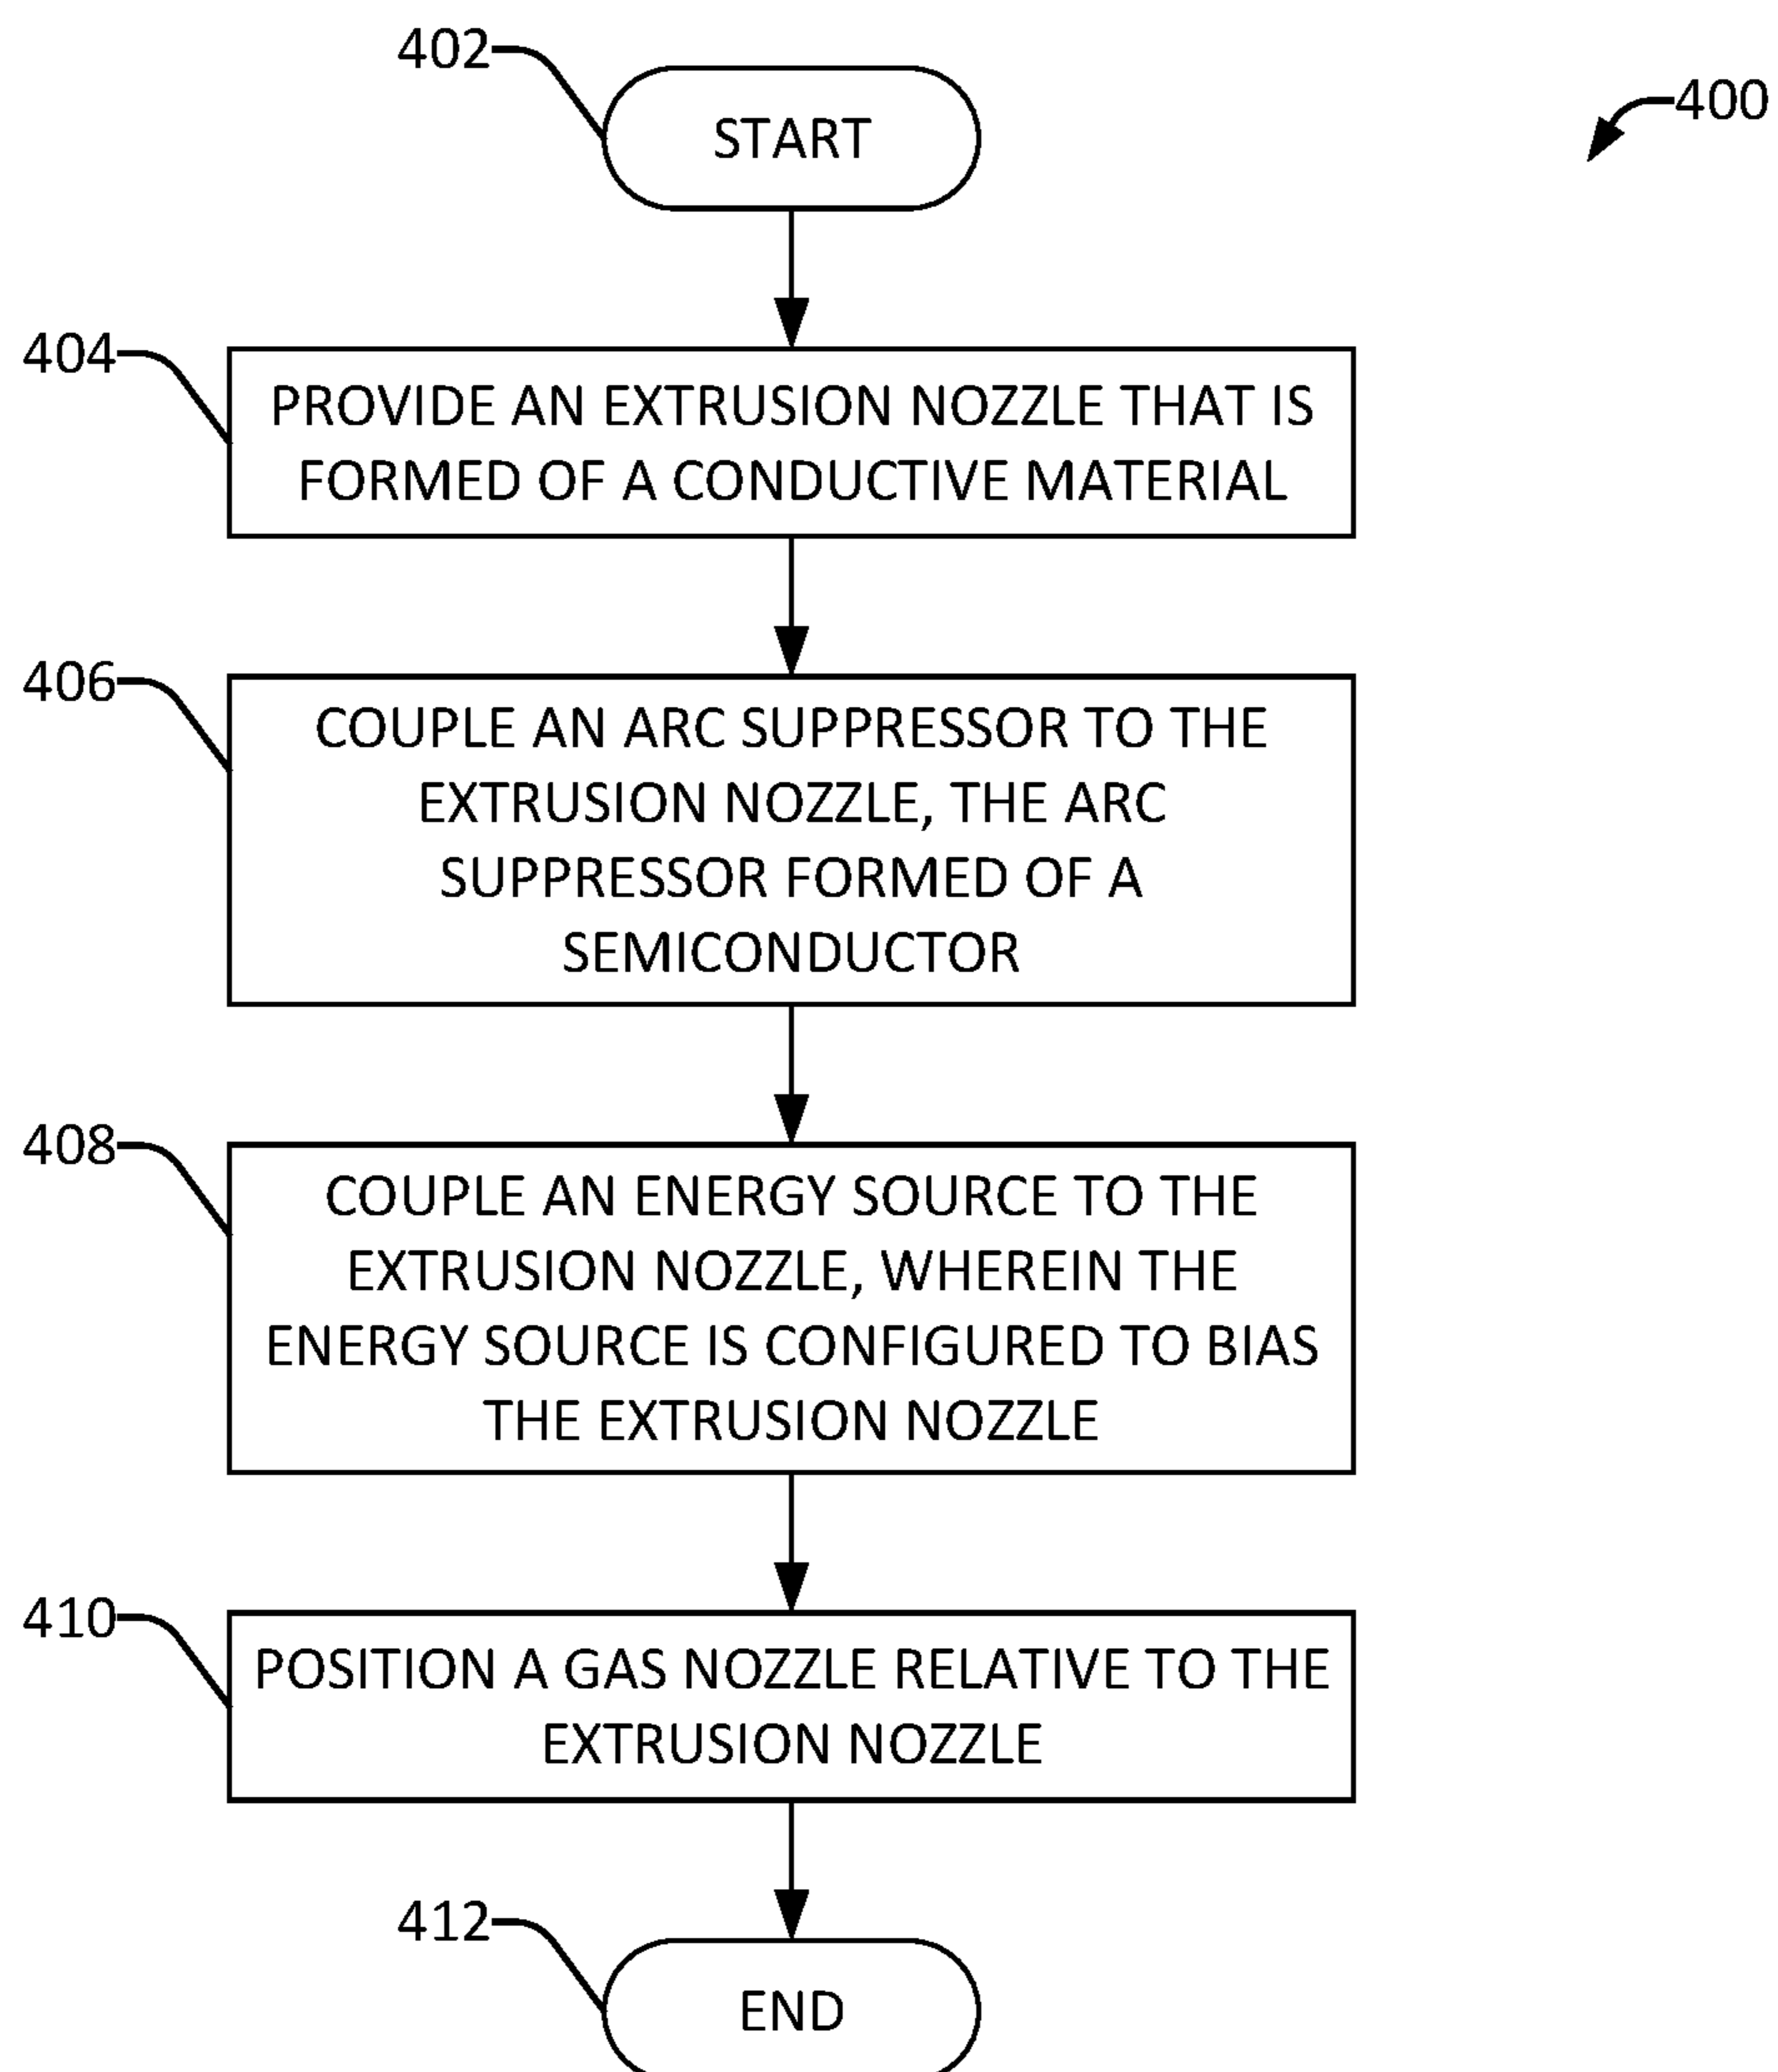 402
START
400
404
PROVIDE AN EXTRUSION NOZZLE THAT IS
FORMED OF A CONDUCTIVE MATERIAL
406
COUPLE AN ARC SUPPRESSOR TO THE
EXTRUSION NOZZLE, THE ARC
SUPPRESSOR FORMED OF A
SEMICONDUCTOR
408
COUPLE AN ENERGY SOURCE TO THE
EXTRUSION NOZZLE, WHEREIN THE
ENERGY SOURCE IS CONFIGURED TO BIAS
THE EXTRUSION NOZZLE
410
POSITION A GAS NOZZLE RELATIVE TO THE
EXTRUSION NOZZLE
412
END